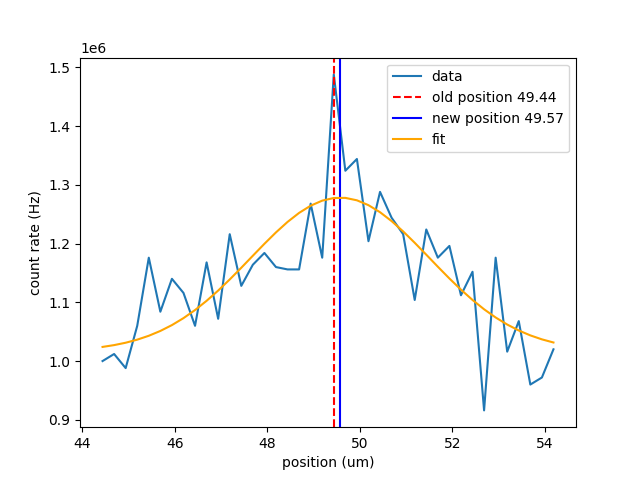 1e6
1.5
1.4
1.3
1.2
1.1
1.0
0.9
count rate (Hz)
data
old position 49.44
new position 49.57
fit
44 46 48 50 52 54
position (um)